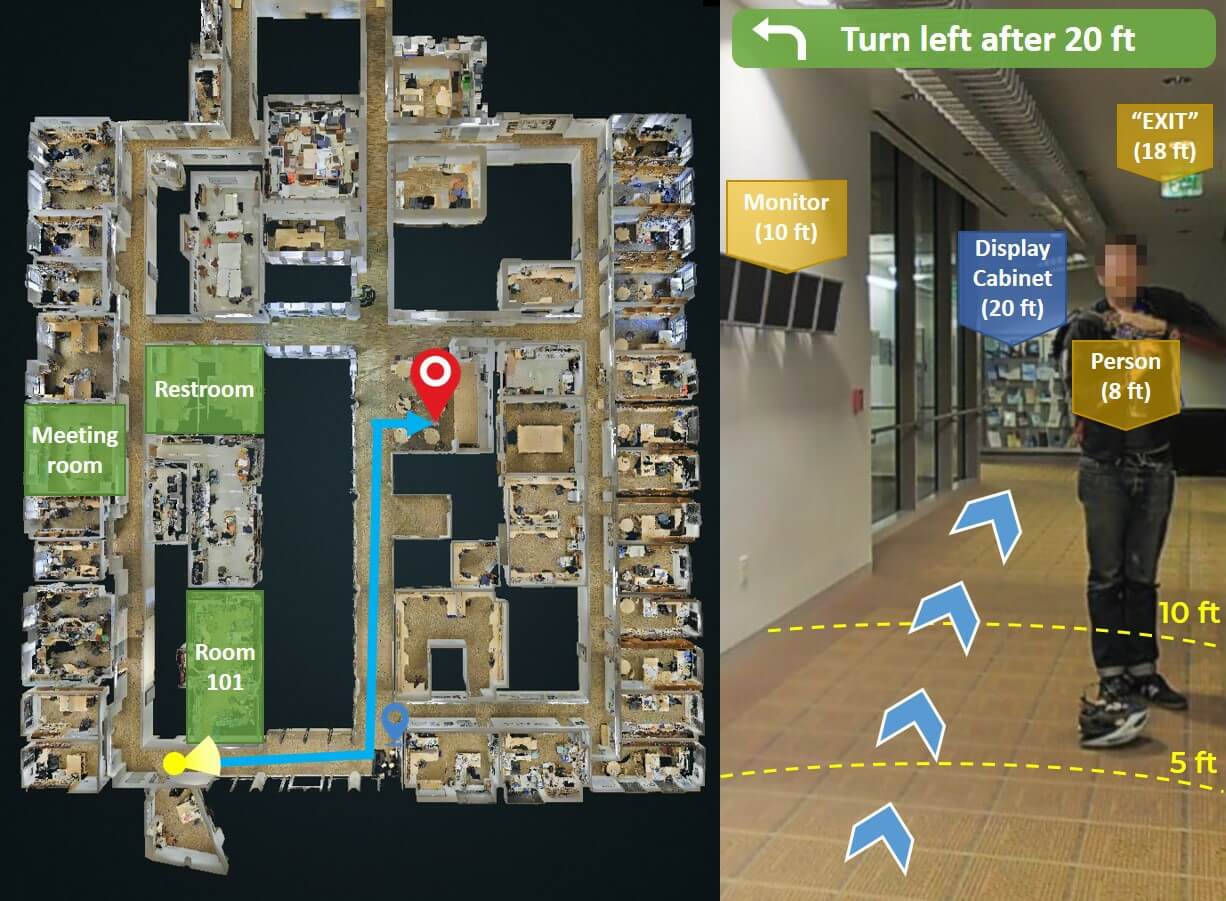 Restroom
Meeting
room
Room
101
Turn left after 20 ft
"EXIT"
(18 ft)
Monitor
(10 ft)
Display
Cabinet
(20 ft)
Person
(8 ft)
10 ft
5 ft